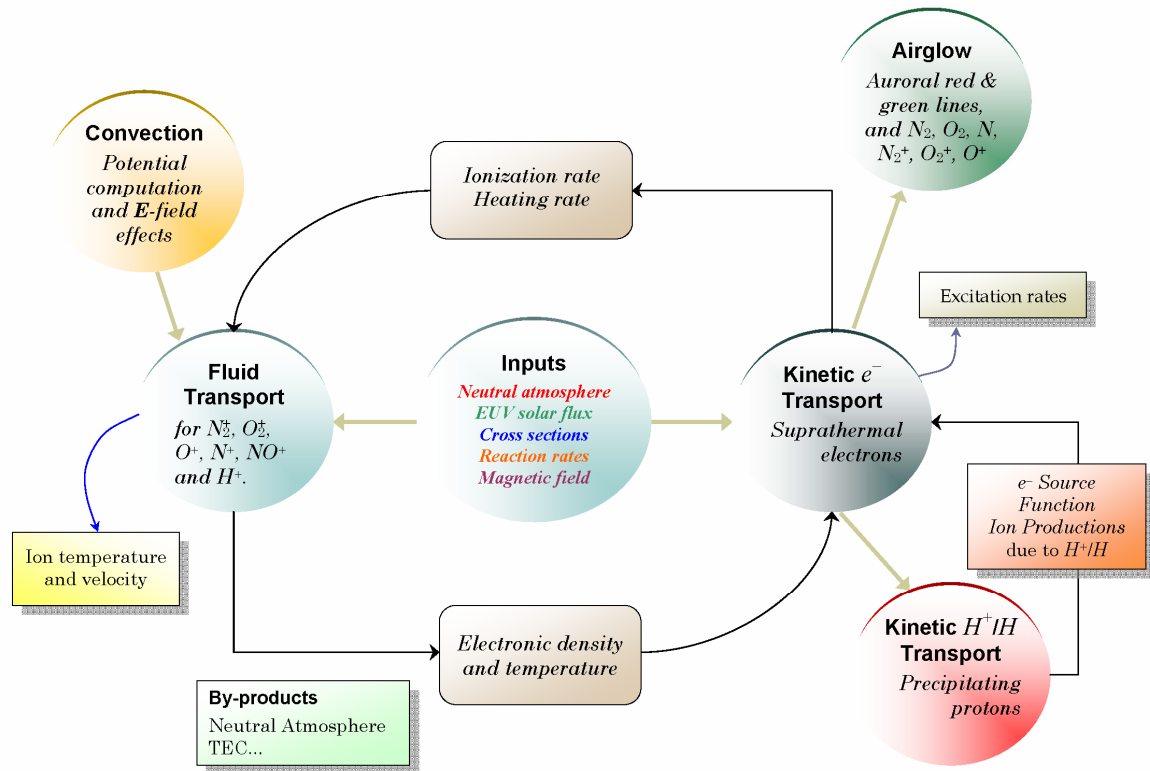 Convection
Potential
computation
and E-field
effects
Airglow
Auroral red &
green lines,
and N₂, O₂, N,
N₂⁺, O₂⁺, O⁺
Ionization rate
Heating rate
Excitation rates
Fluid
Transport
for N₂⁺, O₂⁺,
O⁺, N⁺, NO⁺
and H⁺.
Inputs
Neutral atmosphere
EUV solar flux
Cross sections
Reaction rates
Magnetic field
Kinetic e⁻
Transport
Suprathermal
electrons
e⁻ Source
Function
Ion Productions
due to H⁺/H
Ion temperature
and velocity
Electronic density
and temperature
Kinetic H⁺/H
Transport
Precipitating
protons
By-products
Neutral Atmosphere
TEC...